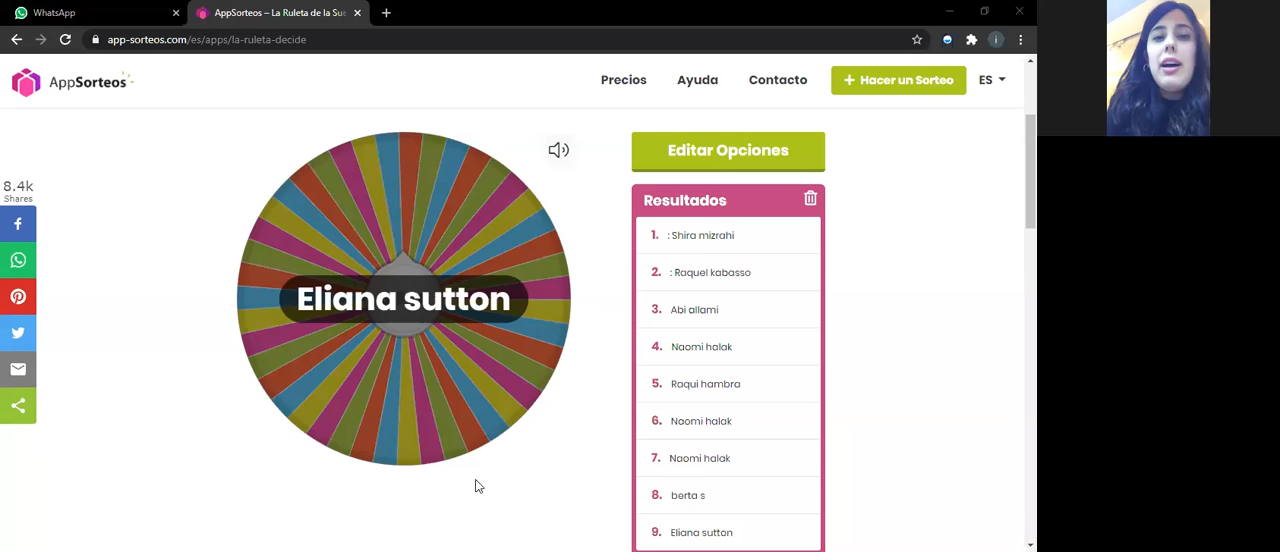 WhatsApp
AppSorteos – La Ruleta de la Sue
app-sorteos.com/es/apps/la-ruleta-decide
AppSorteos
Precios
Ayuda
Contacto
+ Hacer un Sorteo
ES
8.4k
Shares
Eliana sutton
Editar Opciones
Resultados
1. : Shira mizrahi
2. : Raquel kabasso
3. Abi allami
4. Naomi halak
5. Raqui hambra
6. Naomi halak
7. Naomi halak
8. berta s
9. Eliana sutton